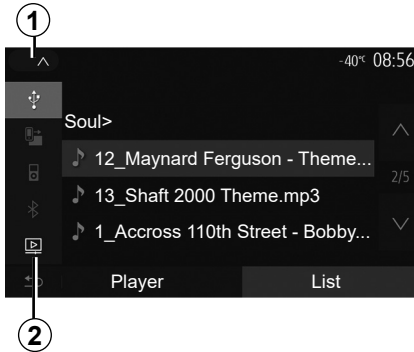 1
-40°C 08:56
Soul>
12_Maynard Ferguson - Theme...
13_Shaft 2000 Theme.mp3
2/5
1_Accross 110th Street - Bobby...
Player List
2